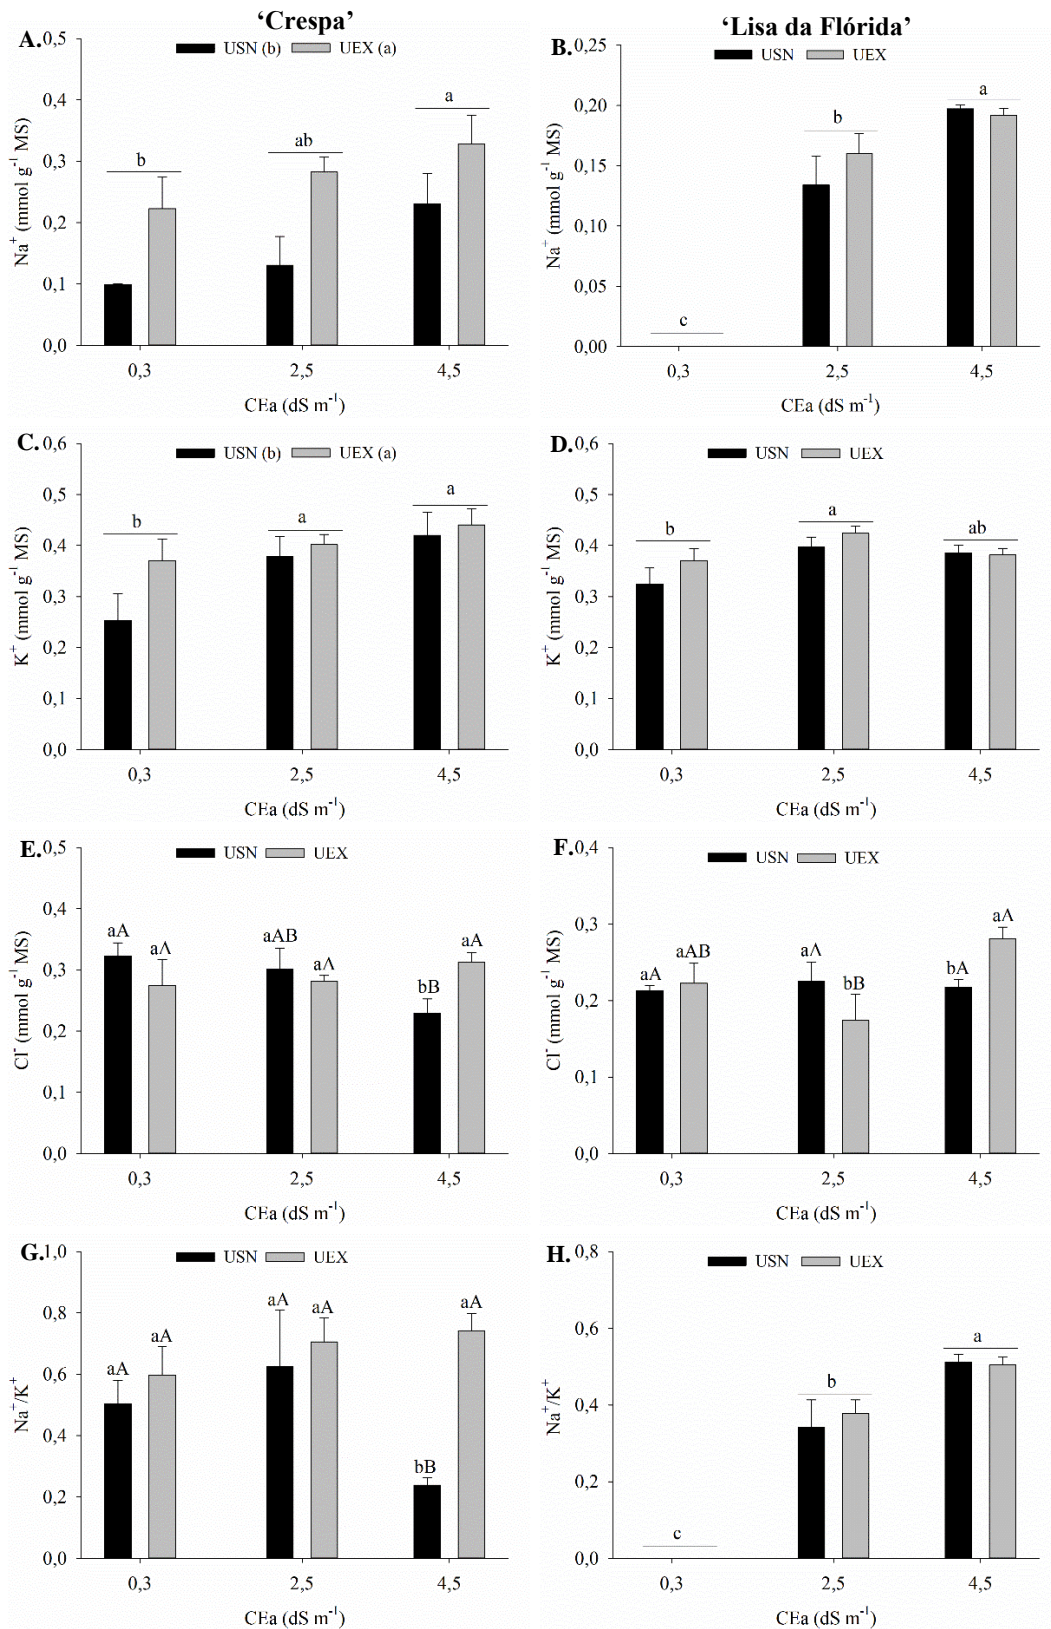 ‘Crespa’
‘Lisa da Flórida’
A.
USN (b) UEX (a)
0,5
0,4
0,3
0,2
0,1
0,0
Na⁺ (mmol g⁻¹ MS)
b
ab
a
0,3 2,5 4,5
CEa (dS m⁻¹)
B.
USN UEX
0,25
0,20
0,15
0,10
0,05
0,00
Na⁺ (mmol g⁻¹ MS)
c
b
a
0,3 2,5 4,5
CEa (dS m⁻¹)
C.
USN (b) UEX (a)
0,6
0,5
0,4
0,3
0,2
0,1
0,0
K⁺ (mmol g⁻¹ MS)
b
a
a
0,3 2,5 4,5
CEa (dS m⁻¹)
D.
USN UEX
0,6
0,5
0,4
0,3
0,2
0,1
0,0
K⁺ (mmol g⁻¹ MS)
b
a
ab
0,3 2,5 4,5
CEa (dS m⁻¹)
E.
USN UEX
0,5
0,4
0,3
0,2
0,1
0,0
Cl⁻ (mmol g⁻¹ MS)
aA aA
aAB aA
bB aA
0,3 2,5 4,5
CEa (dS m⁻¹)
F.
USN UEX
0,4
0,3
0,2
0,1
0,0
Cl⁻ (mmol g⁻¹ MS)
aA aAB
aA bB
bA aA
0,3 2,5 4,5
CEa (dS m⁻¹)
G.
USN UEX
1,0
0,8
0,6
0,4
0,2
0,0
Na⁺/K⁺
aA aA
aA aA
bB aA
0,3 2,5 4,5
CEa (dS m⁻¹)
H.
USN UEX
0,8
0,6
0,4
0,2
0,0
Na⁺/K⁺
c
b
a
0,3 2,5 4,5
CEa (dS m⁻¹)